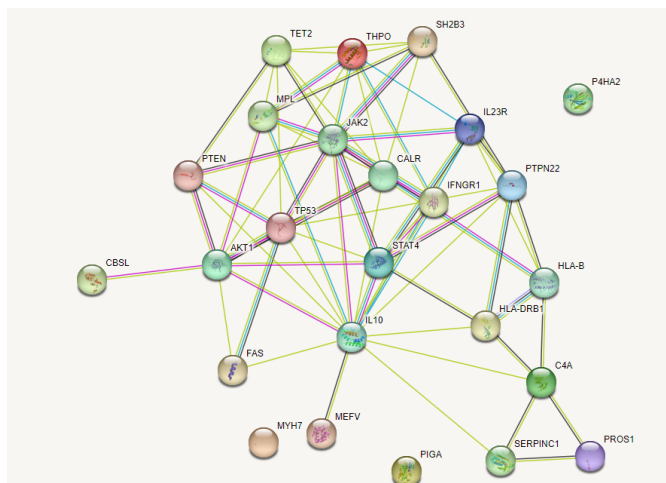 SH2B3
TET2
THPO
P4HA2
MPL
IL23R
JAK2
PTEN
CALR
IFNGR1
PTPN22
TP53
AKT1
STAT4
CBSL
HLA-B
HLA-DRB1
IL10
FAS
C4A
MEFV
MYH7
SERPINC1
PROS1
PIGA